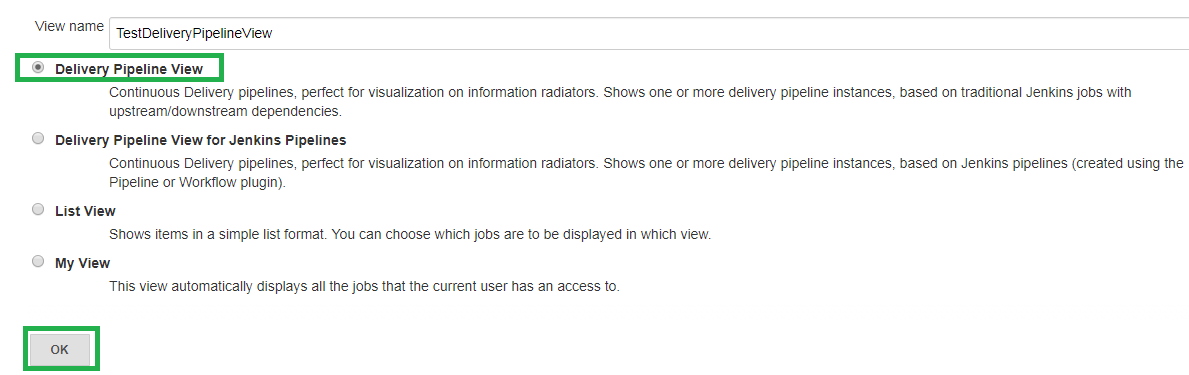 View name TestDeliveryPipelineView
Delivery Pipeline View
Continuous Delivery pipelines, perfect for visualization on information radiators. Shows one or more delivery pipeline instances, based on traditional Jenkins jobs with
upstream/downstream dependencies.
Delivery Pipeline View for Jenkins Pipelines
Continuous Delivery pipelines, perfect for visualization on information radiators. Shows one or more delivery pipeline instances, based on Jenkins pipelines (created using the
Pipeline or Workflow plugin).
List View
Shows items in a simple list format. You can choose which jobs are to be displayed in which view.
My View
This view automatically displays all the jobs that the current user has an access to.
OK